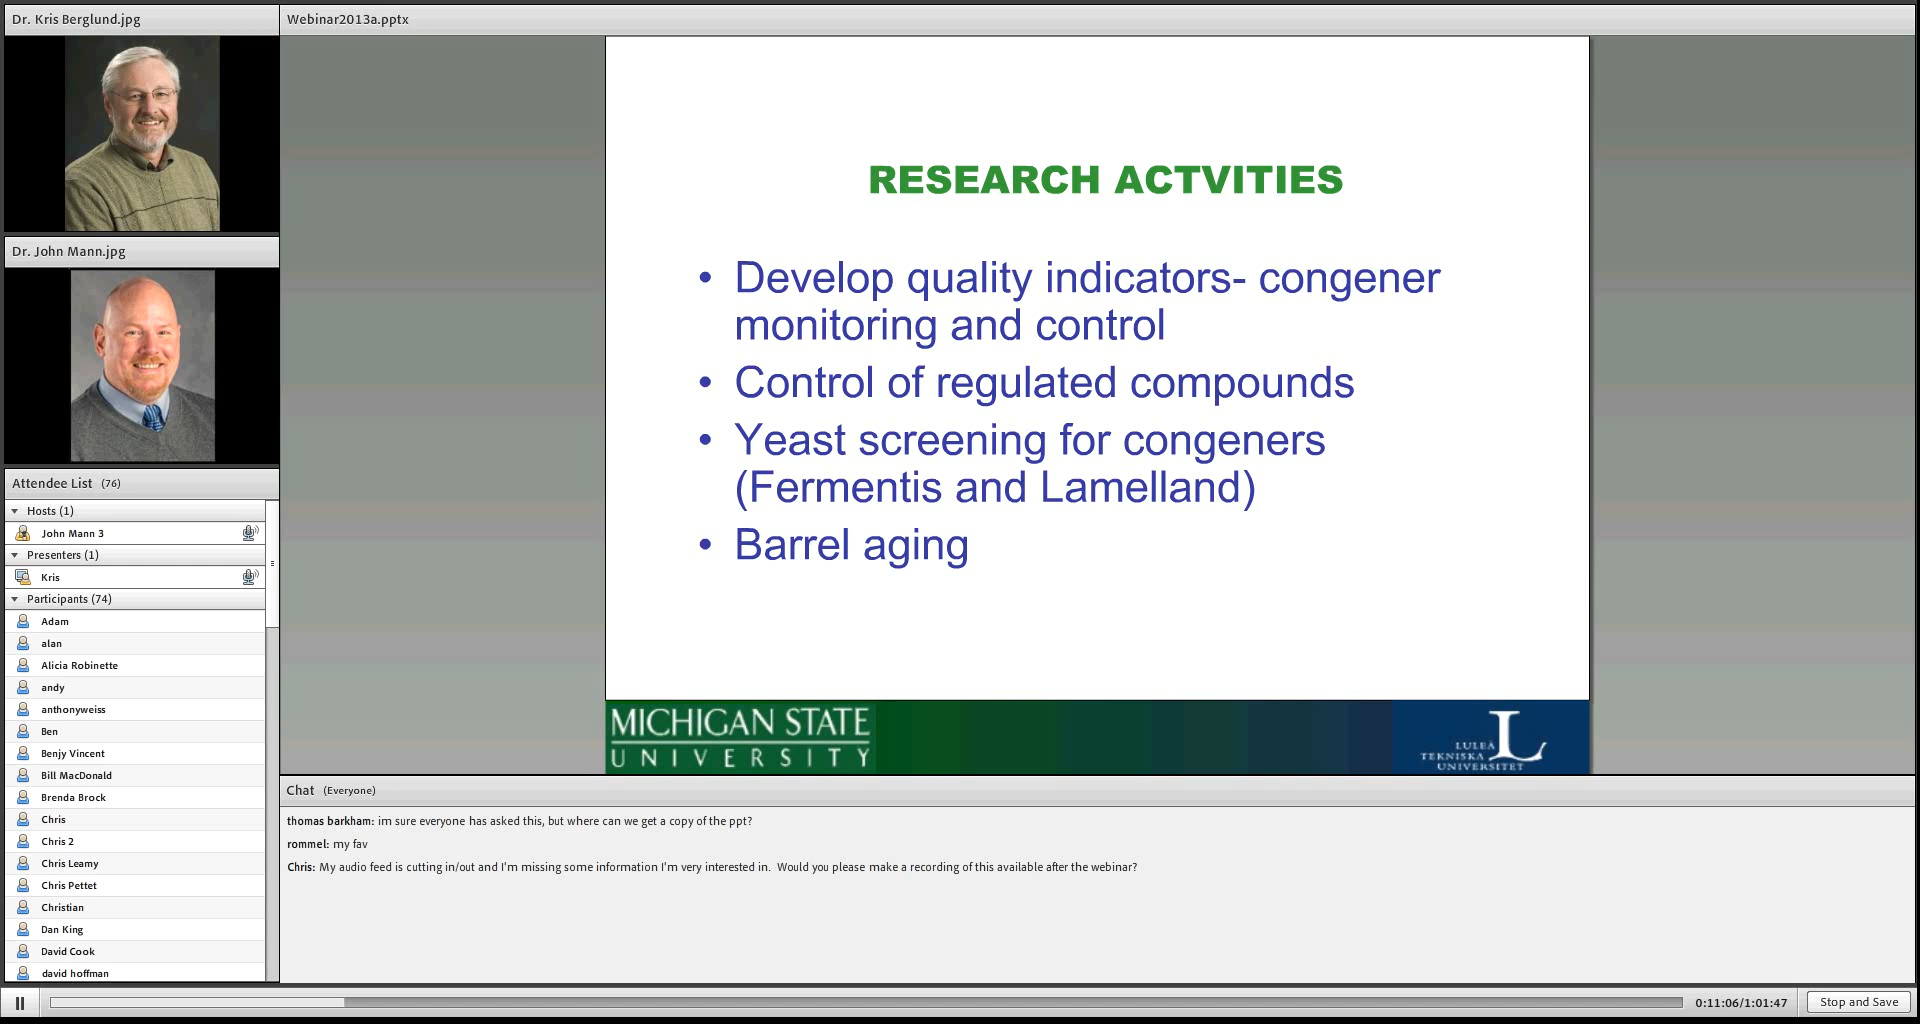 Dr. Kris Berglund.jpg
Dr. John Mann.jpg
Attendee List (76)
Hosts (1)
John Mann 3
Presenters (1)
Kris
Participants (74)
Adam
alan
Alicia Robinette
andy
anthonyweiss
Ben
Benjy Vincent
Bill MacDonald
Brenda Brock
Chris
Chris 2
Chris Leamy
Chris Pettet
Christian
Dan King
David Cook
david hoffman
Webinar2013a.pptx
RESEARCH ACTVITIES
• Develop quality indicators- congener
monitoring and control
• Control of regulated compounds
• Yeast screening for congeners
(Fermentis and Lamelland)
• Barrel aging
MICHIGAN STATE
UNIVERSITY
L
LULEÅ
TEKNISKA
UNIVERSITET
Chat (Everyone)
thomas barkham: im sure everyone has asked this, but where can we get a copy of the ppt?
rommel: my fav
Chris: My audio feed is cutting in/out and I'm missing some information I'm very interested in. Would you please make a recording of this available after the webinar?
0:11:06/1:01:47
Stop and Save